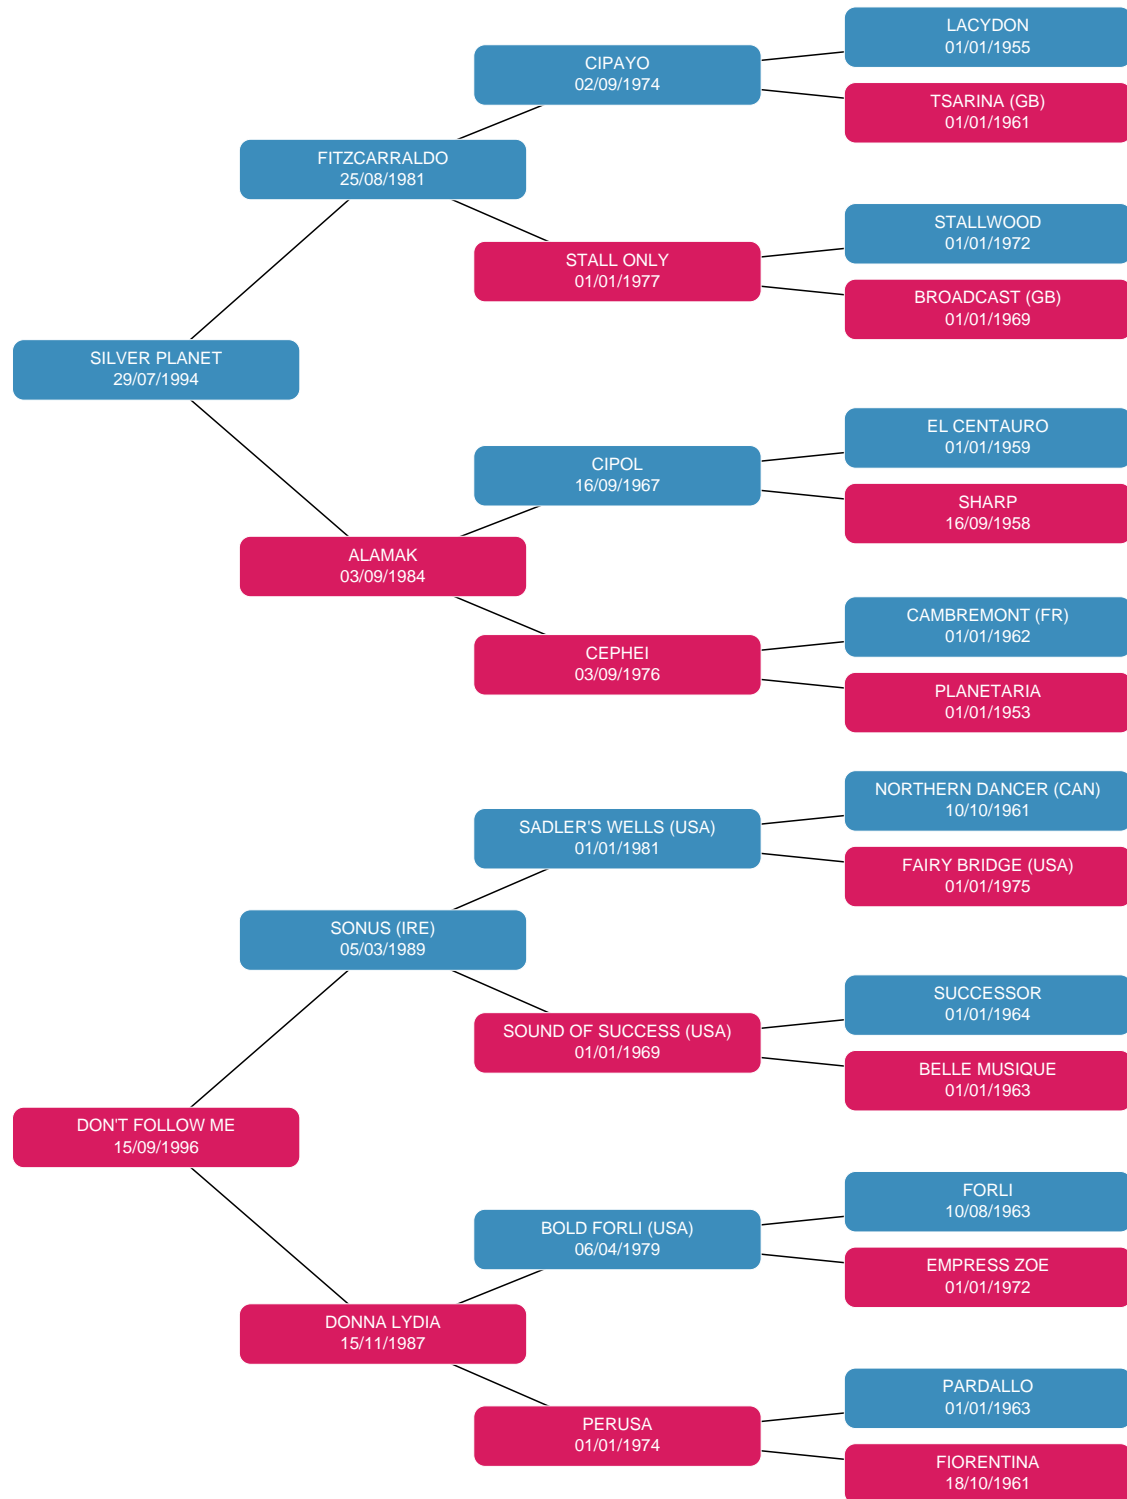 LACYDON
01/01/1955
CIPAYO
02/09/1974
TSARINA (GB)
01/01/1961
FITZCARRALDO
25/08/1981
STALLWOOD
01/01/1972
STALL ONLY
01/01/1977
BROADCAST (GB)
01/01/1969
SILVER PLANET
29/07/1994
EL CENTAURO
01/01/1959
CIPOL
16/09/1967
SHARP
16/09/1958
ALAMAK
03/09/1984
CAMBREMONT (FR)
01/01/1962
CEPHEI
03/09/1976
PLANETARIA
01/01/1953
NORTHERN DANCER (CAN)
10/10/1961
SADLER'S WELLS (USA)
01/01/1981
FAIRY BRIDGE (USA)
01/01/1975
SONUS (IRE)
05/03/1989
SUCCESSOR
01/01/1964
SOUND OF SUCCESS (USA)
01/01/1969
BELLE MUSIQUE
01/01/1963
DON'T FOLLOW ME
15/09/1996
FORLI
10/08/1963
BOLD FORLI (USA)
06/04/1979
EMPRESS ZOE
01/01/1972
DONNA LYDIA
15/11/1987
PARDALLO
01/01/1963
PERUSA
01/01/1974
FIORENTINA
18/10/1961